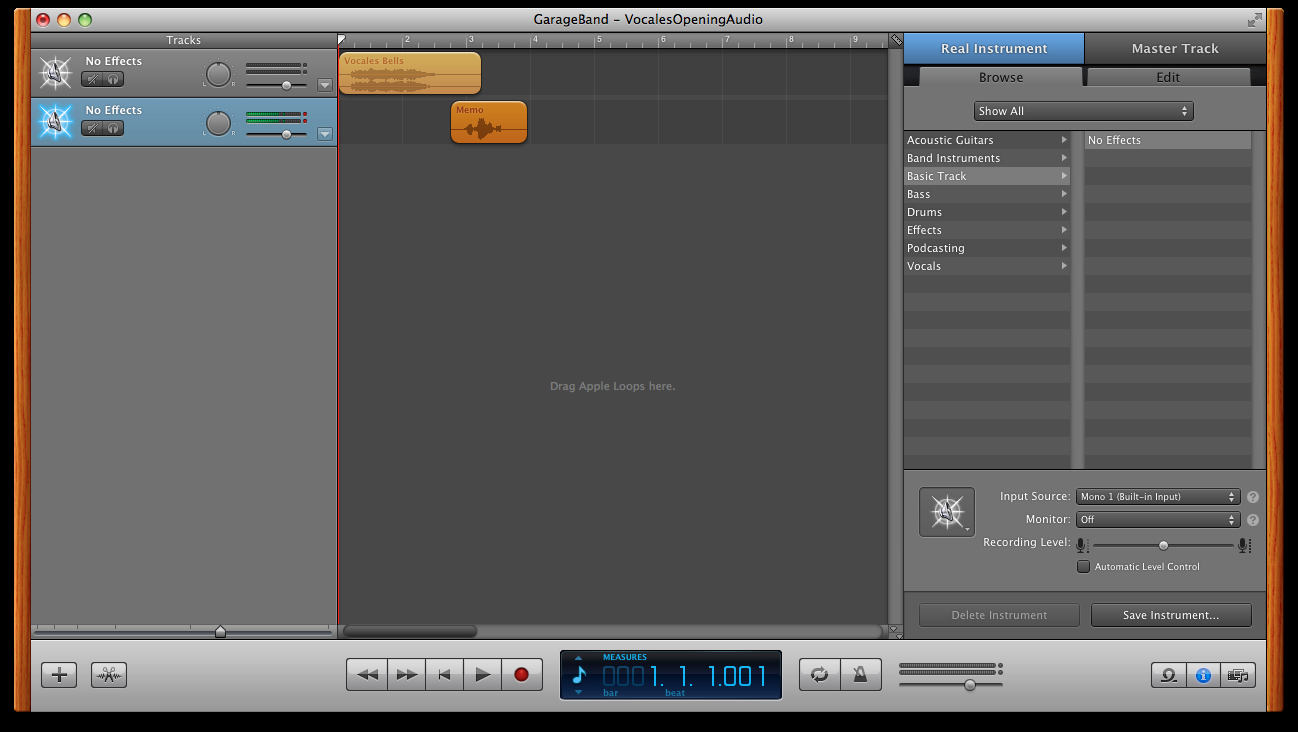 GarageBand – VocalesOpeningAudio
Tracks
2 3 4 5 6 7 8 9
Real Instrument Master Track
Browse Edit
Show All
No Effects
L R
Vocales Bells
No Effects
L R
Memo
Acoustic Guitars
Band Instruments
Basic Track
Bass
Drums
Effects
Podcasting
Vocals
No Effects
Drag Apple Loops here.
Input Source: Mono 1 (Built-in Input) ?
Monitor: Off ?
Recording Level:
Automatic Level Control
Delete Instrument Save Instrument...
MEASURES
0001. 1. 1.001
bar beat